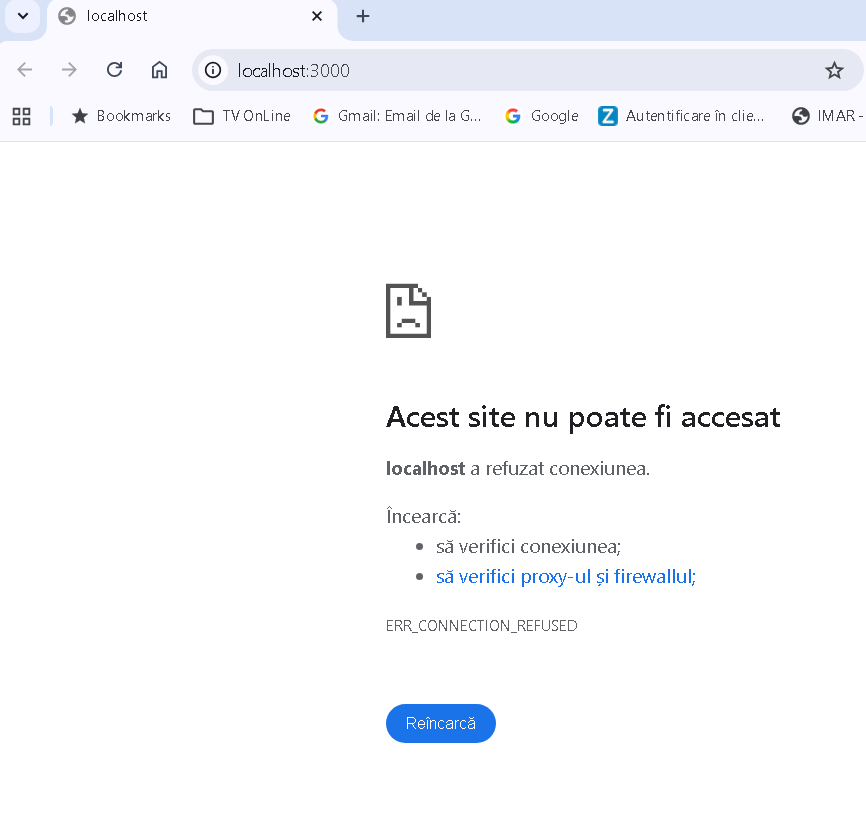 localhost
localhost:3000
Bookmarks TV OnLine Gmail: Email de la G... Google Autentificare în clie... IMAR -
Acest site nu poate fi accesat
localhost a refuzat conexiunea.
Încearcă:
să verifici conexiunea;
să verifici proxy-ul și firewallul;
ERR_CONNECTION_REFUSED
Reîncarcă